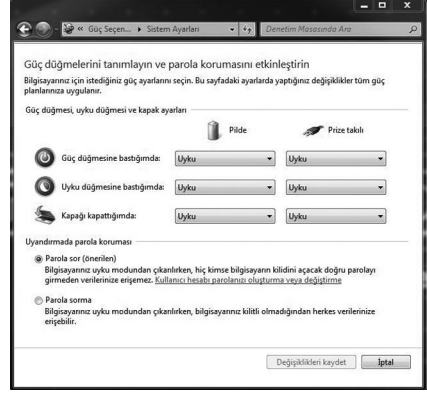 « Güç Seçen... ▸ Sistem Ayarları
Denetim Masasında Ara
Güç düğmelerini tanımlayın ve parola korumasını etkinleştirin
Bilgisayarınız için istediğiniz güç ayarlarını seçin. Bu sayfadaki ayarlarda yaptığınız değişiklikler tüm güç
planlarınıza uygulanır.
Güç düğmesi, uyku düğmesi ve kapak ayarları
Pilde Prize takılı
Güç düğmesine bastığımda: Uyku Uyku
Uyku düğmesine bastığımda: Uyku Uyku
Kapağı kapattığımda: Uyku Uyku
Uyandırmada parola koruması
Parola sor (önerilen)
Bilgisayarınız uyku modundan çıkarılırken, hiç kimse bilgisayarın kilidini açacak doğru parolayı
girmeden verilerinize erişemez. Kullanıcı hesabı parolanızı oluşturma veya değiştirme
Parola sorma
Bilgisayarınız uyku modundan çıkarılırken, bilgisayarınız kilitli olmadığından herkes verilerinize
erişebilir.
Değişiklikleri kaydet İptal